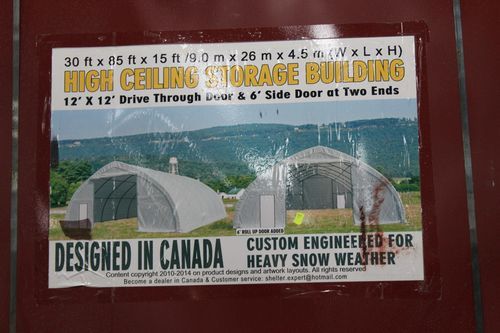 30 ft x 85 ft x 15 ft /9.0 m x 26 m x 4.5 m (W x L x H)
HIGH CEILING STORAGE BUILDING
12' X 12' Drive Through Door & 6' Side Door at Two Ends
6' ROLL UP DOOR ADDED
DESIGNED IN CANADA
CUSTOM ENGINEERED FOR
HEAVY SNOW WEATHER
Content copyright 2010-2014 on product designs and artwork layouts. All rights reserved
Become a dealer in Canada & Customer service: shelter.expert@hotmail.com